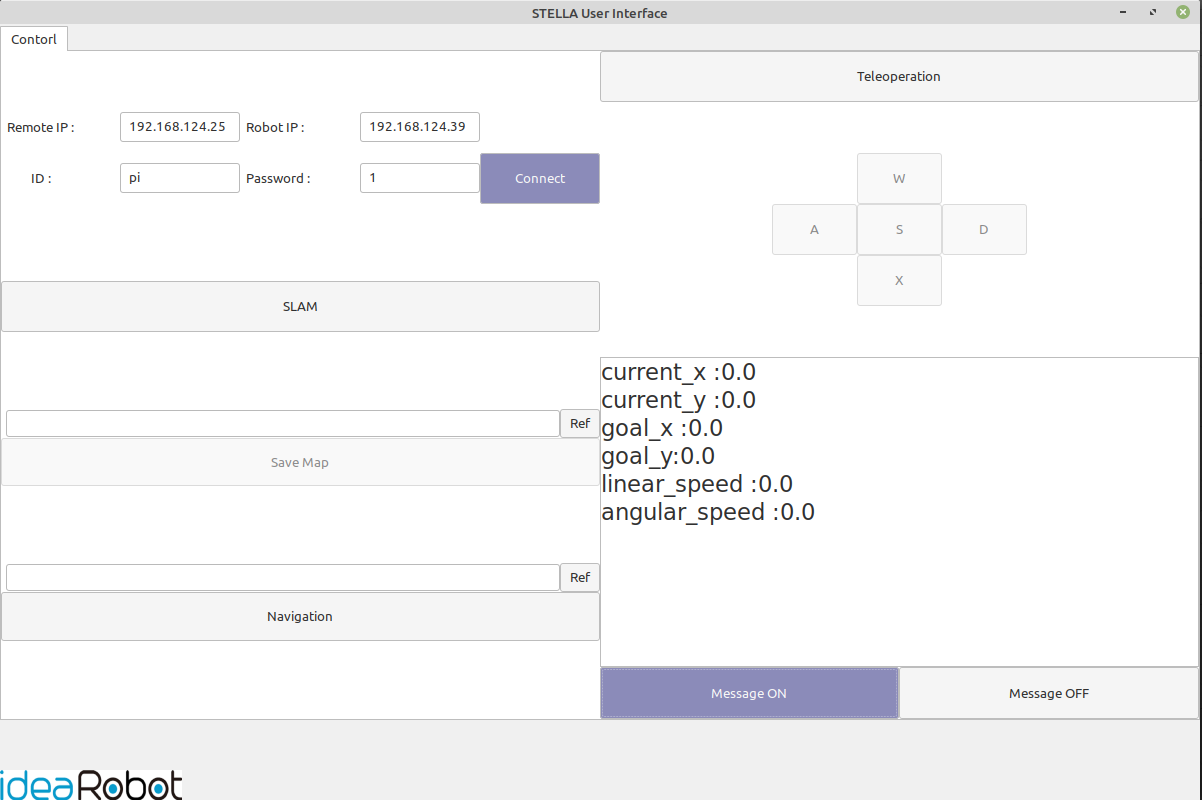 STELLA User Interface
Contorl
Remote IP : 192.168.124.25 Robot IP : 192.168.124.39
ID : pi Password : 1 Connect
SLAM
Ref
Save Map
Ref
Navigation
Teleoperation
W
A S D
X
current_x :0.0
current_y :0.0
goal_x :0.0
goal_y:0.0
linear_speed :0.0
angular_speed :0.0
Message ON Message OFF
ideaRobot